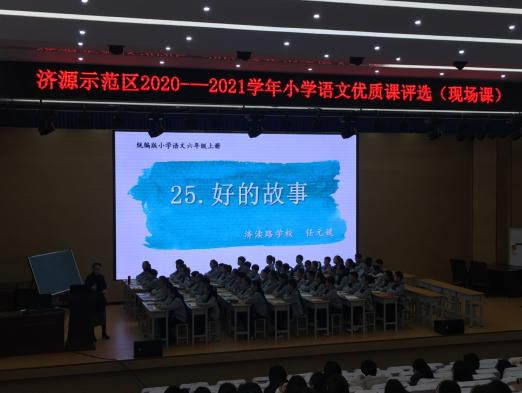 济源示范区2020——2021学年小学语文优质课评选（现场课）
统编版小学语文六年级上册
25.好的故事
济渎路学校 任元媛